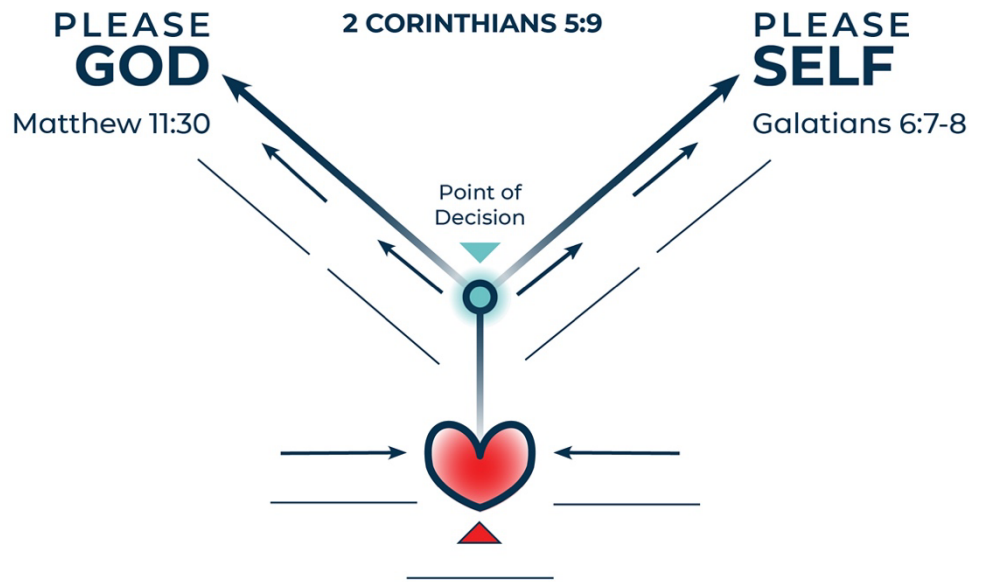 PLEASE
GOD
Matthew 11:30
2 CORINTHIANS 5:9
PLEASE
SELF
Galatians 6:7-8
Point of
Decision